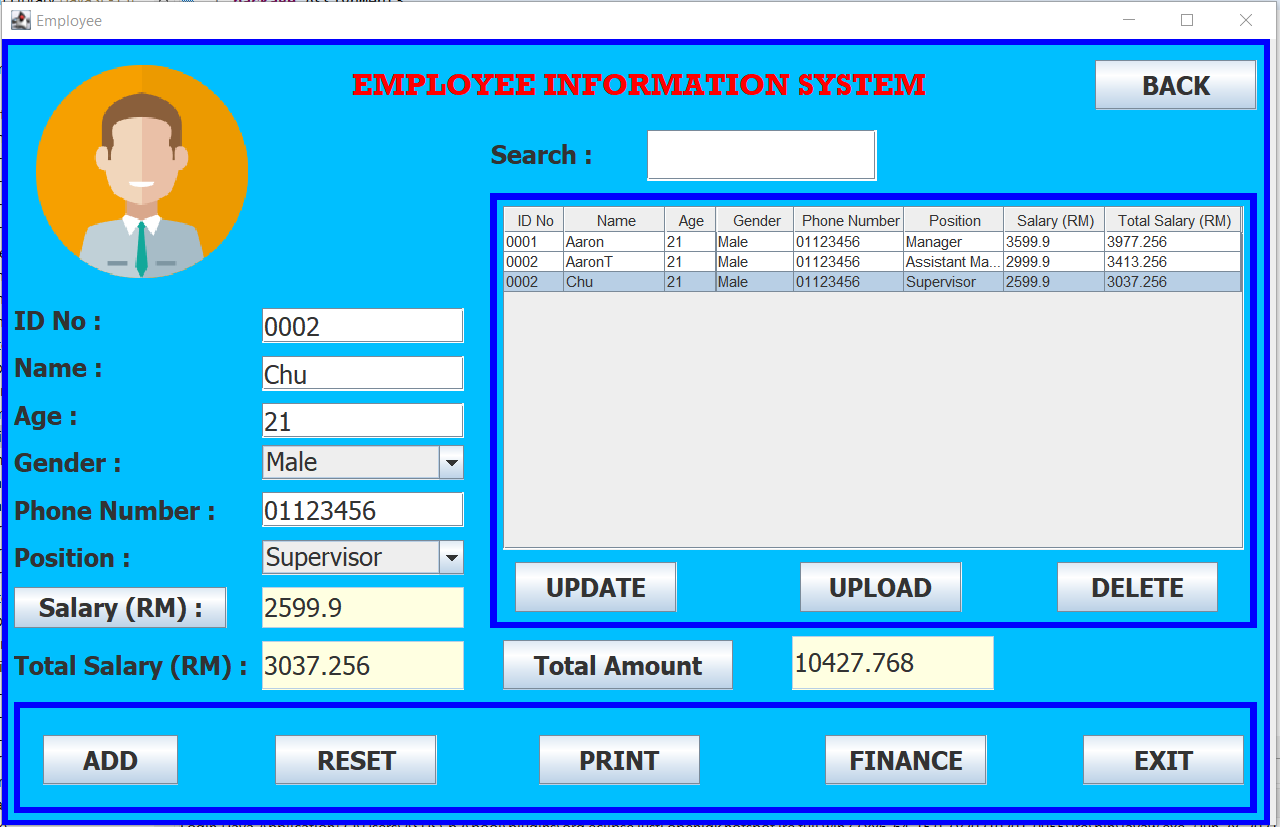 Employee
EMPLOYEE INFORMATION SYSTEM
BACK
Search :
ID No Name Age Gender Phone Number Position Salary (RM) Total Salary (RM)
0001 Aaron 21 Male 01123456 Manager 3599.9 3977.256
0002 AaronT 21 Male 01123456 Assistant Ma... 2999.9 3413.256
0002 Chu 21 Male 01123456 Supervisor 2599.9 3037.256
ID No : 0002
Name : Chu
Age : 21
Gender : Male
Phone Number : 01123456
Position : Supervisor
Salary (RM) : 2599.9
Total Salary (RM) : 3037.256
UPDATE UPLOAD DELETE
Total Amount 10427.768
ADD RESET PRINT FINANCE EXIT